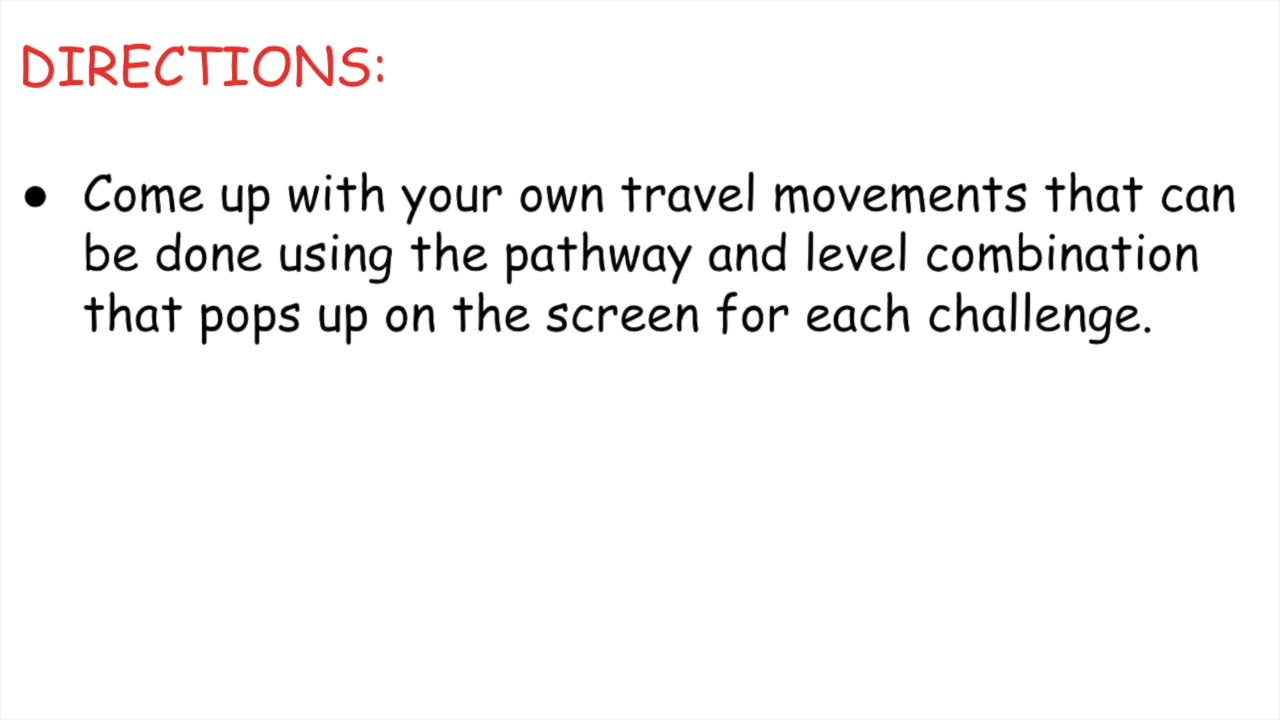 DIRECTIONS:
● Come up with your own travel movements that can
be done using the pathway and level combination
that pops up on the screen for each challenge.